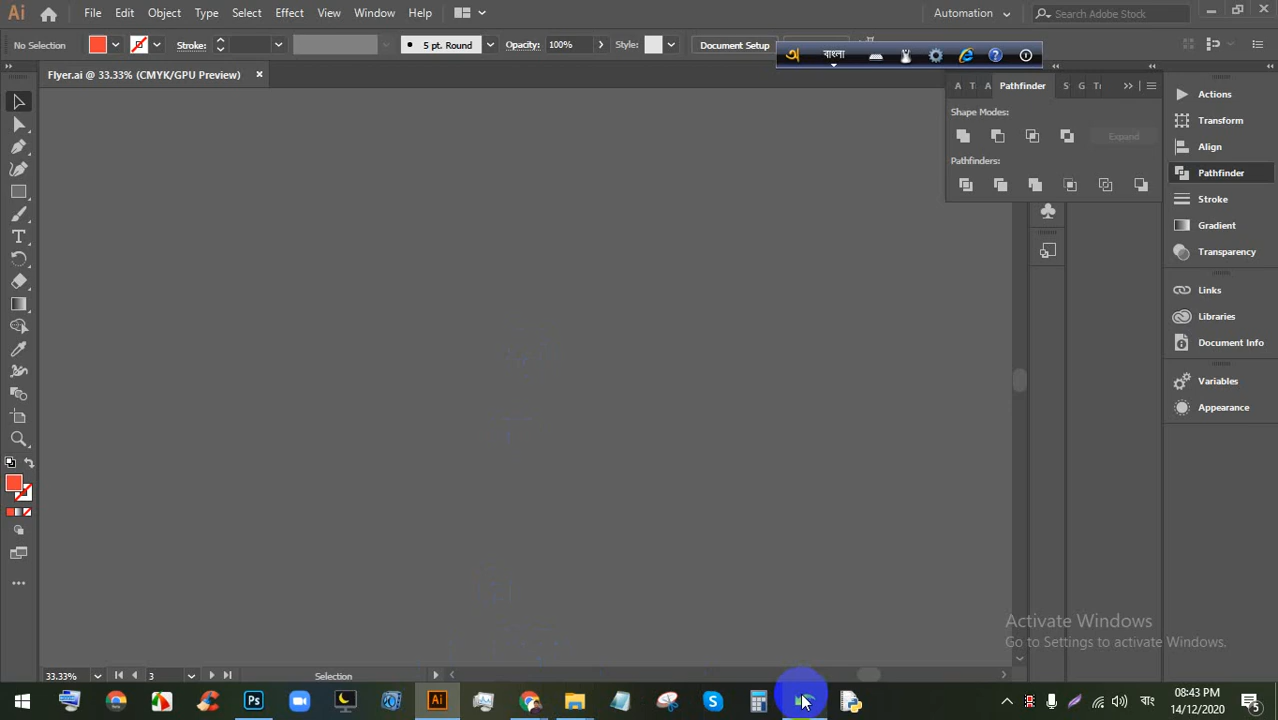 Ai File Edit Object Type Select Effect View Window Help Automation Search Adobe Stock
No Selection Stroke: 5 pt. Round Opacity: 100% Style: Document Setup
অ বাংলা
Flyer.ai @ 33.33% (CMYK/GPU Preview)
A T A Pathfinder S G Tr
Shape Modes:
Expand
Pathfinders:
Actions
Transform
Align
Pathfinder
Stroke
Gradient
Transparency
Links
Libraries
Document Info
Variables
Appearance
Activate Windows
Go to Settings to activate Windows.
33.33% 3 Selection
Ps Ai S বাং 08:43 PM
14/12/2020 5